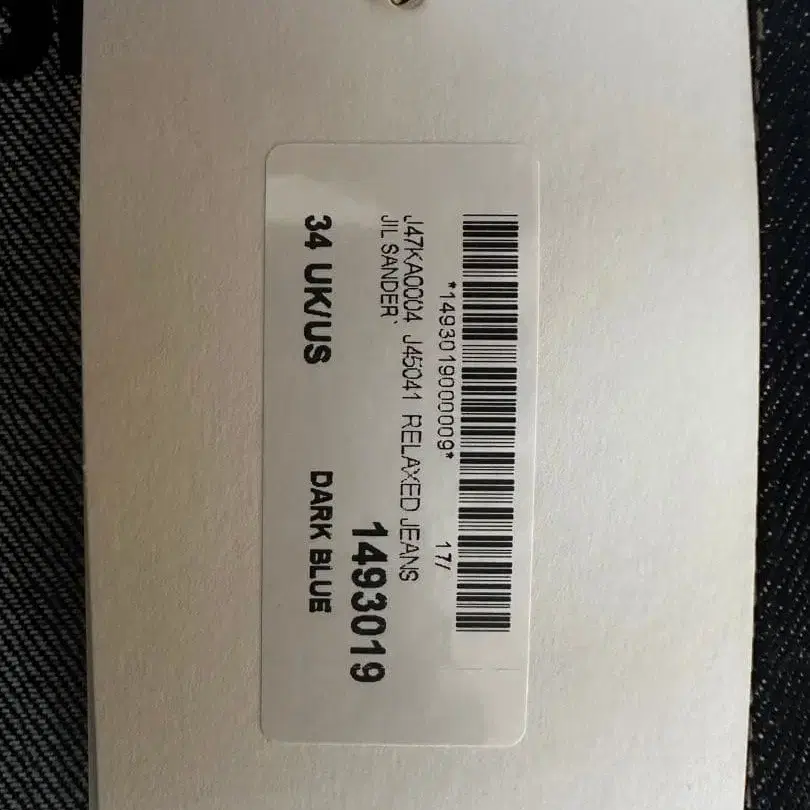 *1493019000009*
17/
J47KA0004 J45041 RELAXED JEANS
JIL SANDER`
1493019
34 UK/US
DARK BLUE